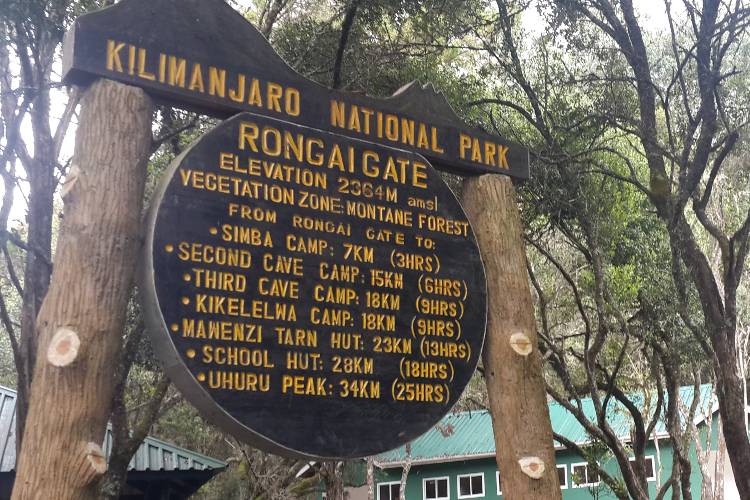 KILIMANJARO NATIONAL PARK
RONGAI GATE
ELEVATION 2364M amsl
VEGETATION ZONE: MONTANE FOREST
FROM RONGAI GATE TO:
• SIMBA CAMP: 7KM (3HRS)
• SECOND CAVE CAMP: 15KM (6HRS)
• THIRD CAVE CAMP: 18KM (9HRS)
• KIKELELWA CAMP: 18KM (9HRS)
• MAWENZI TARN HUT: 23KM (13HRS)
• SCHOOL HUT: 28KM (18HRS)
• UHURU PEAK: 34KM (25HRS)